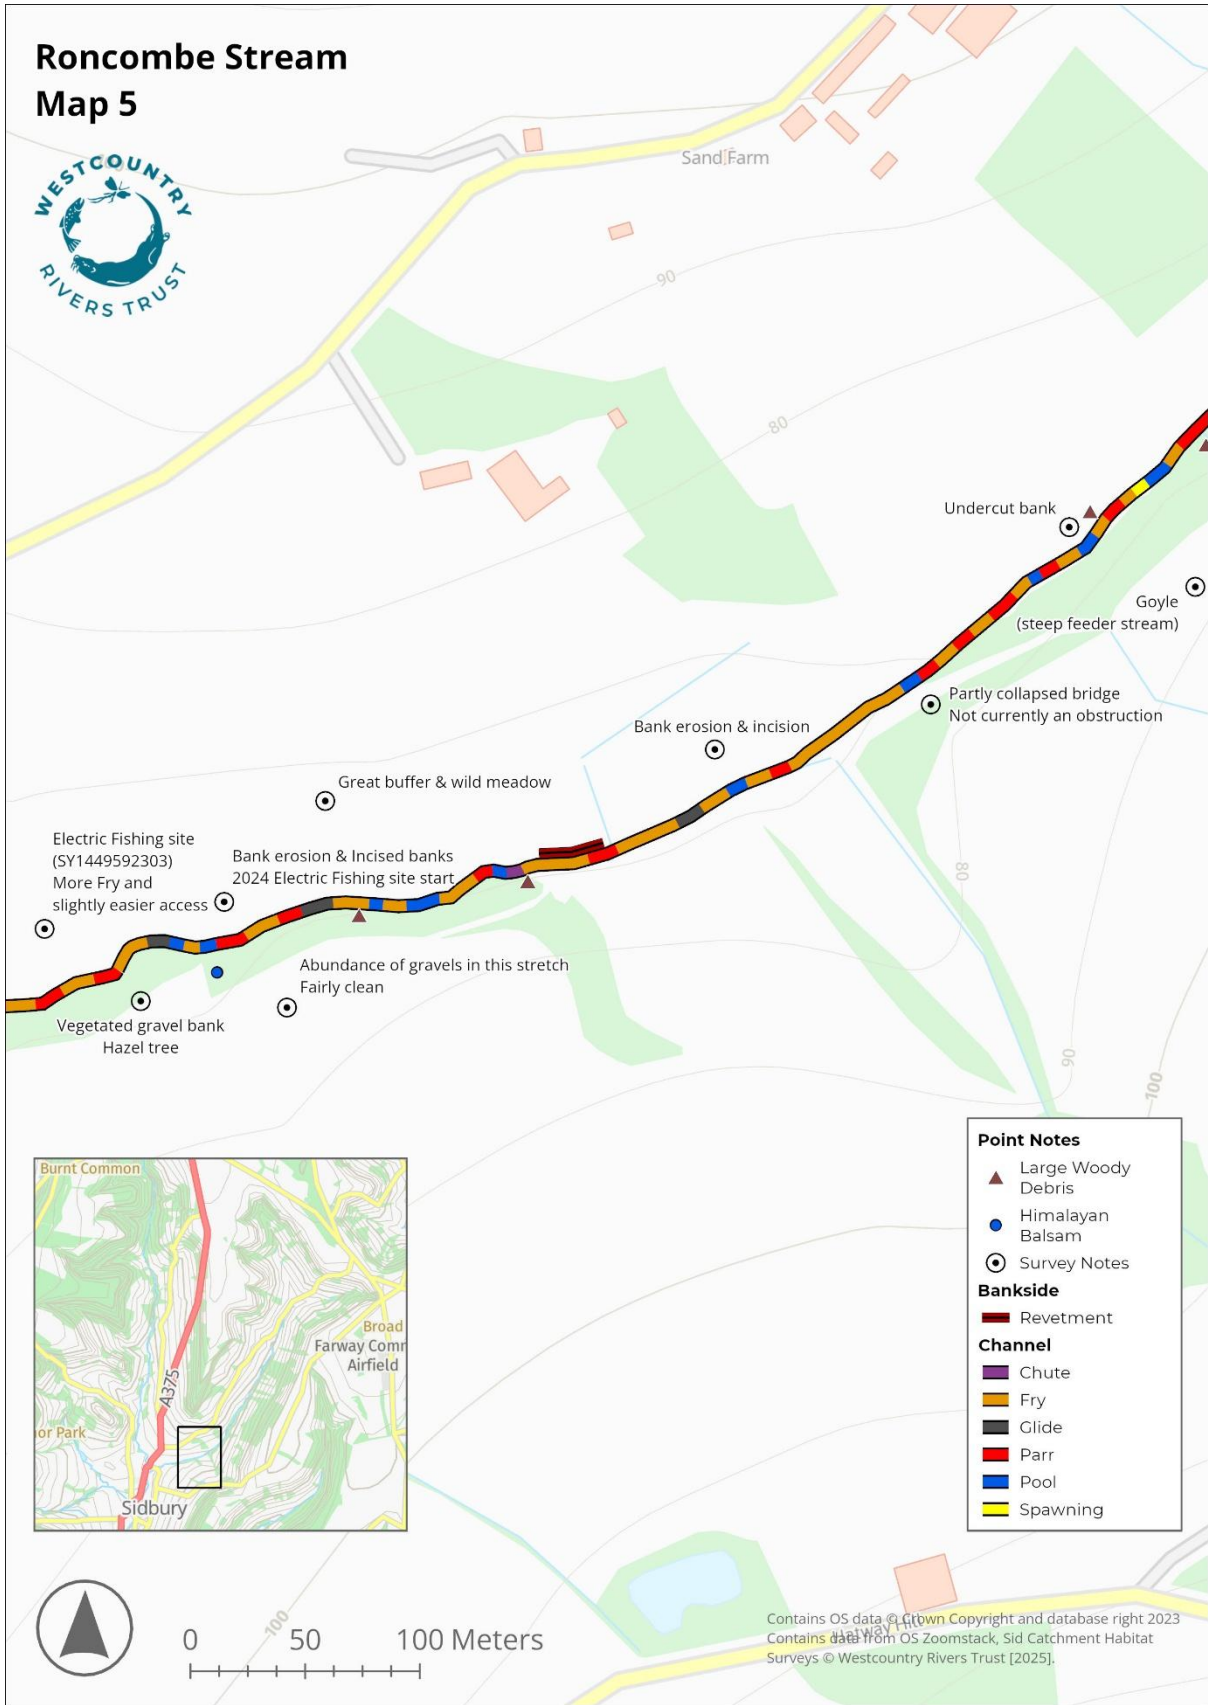 Roncombe Stream
Map 5
WESTCOUNTRY
RIVERS TRUST
Sand Farm
90
80
Undercut bank
Goyle
(steep feeder stream)
Partly collapsed bridge
Not currently an obstruction
Bank erosion & incision
Great buffer & wild meadow
Electric Fishing site
(SY1449592303)
More Fry and
slightly easier access
Bank erosion & Incised banks
2024 Electric Fishing site start
Abundance of gravels in this stretch
Fairly clean
Vegetated gravel bank
Hazel tree
80
90
100
Point Notes
Large Woody
Debris
Himalayan
Balsam
Survey Notes
Bankside
Revetment
Channel
Chute
Fry
Glide
Parr
Pool
Spawning
Burnt Common
Broad
Farway Comm
Airfield
A375
nor Park
Sidbury
100
0 50 100 Meters
Hatway Hill
Contains OS data © Crown Copyright and database right 2023
Contains data from OS Zoomstack, Sid Catchment Habitat
Surveys © Westcountry Rivers Trust [2025].